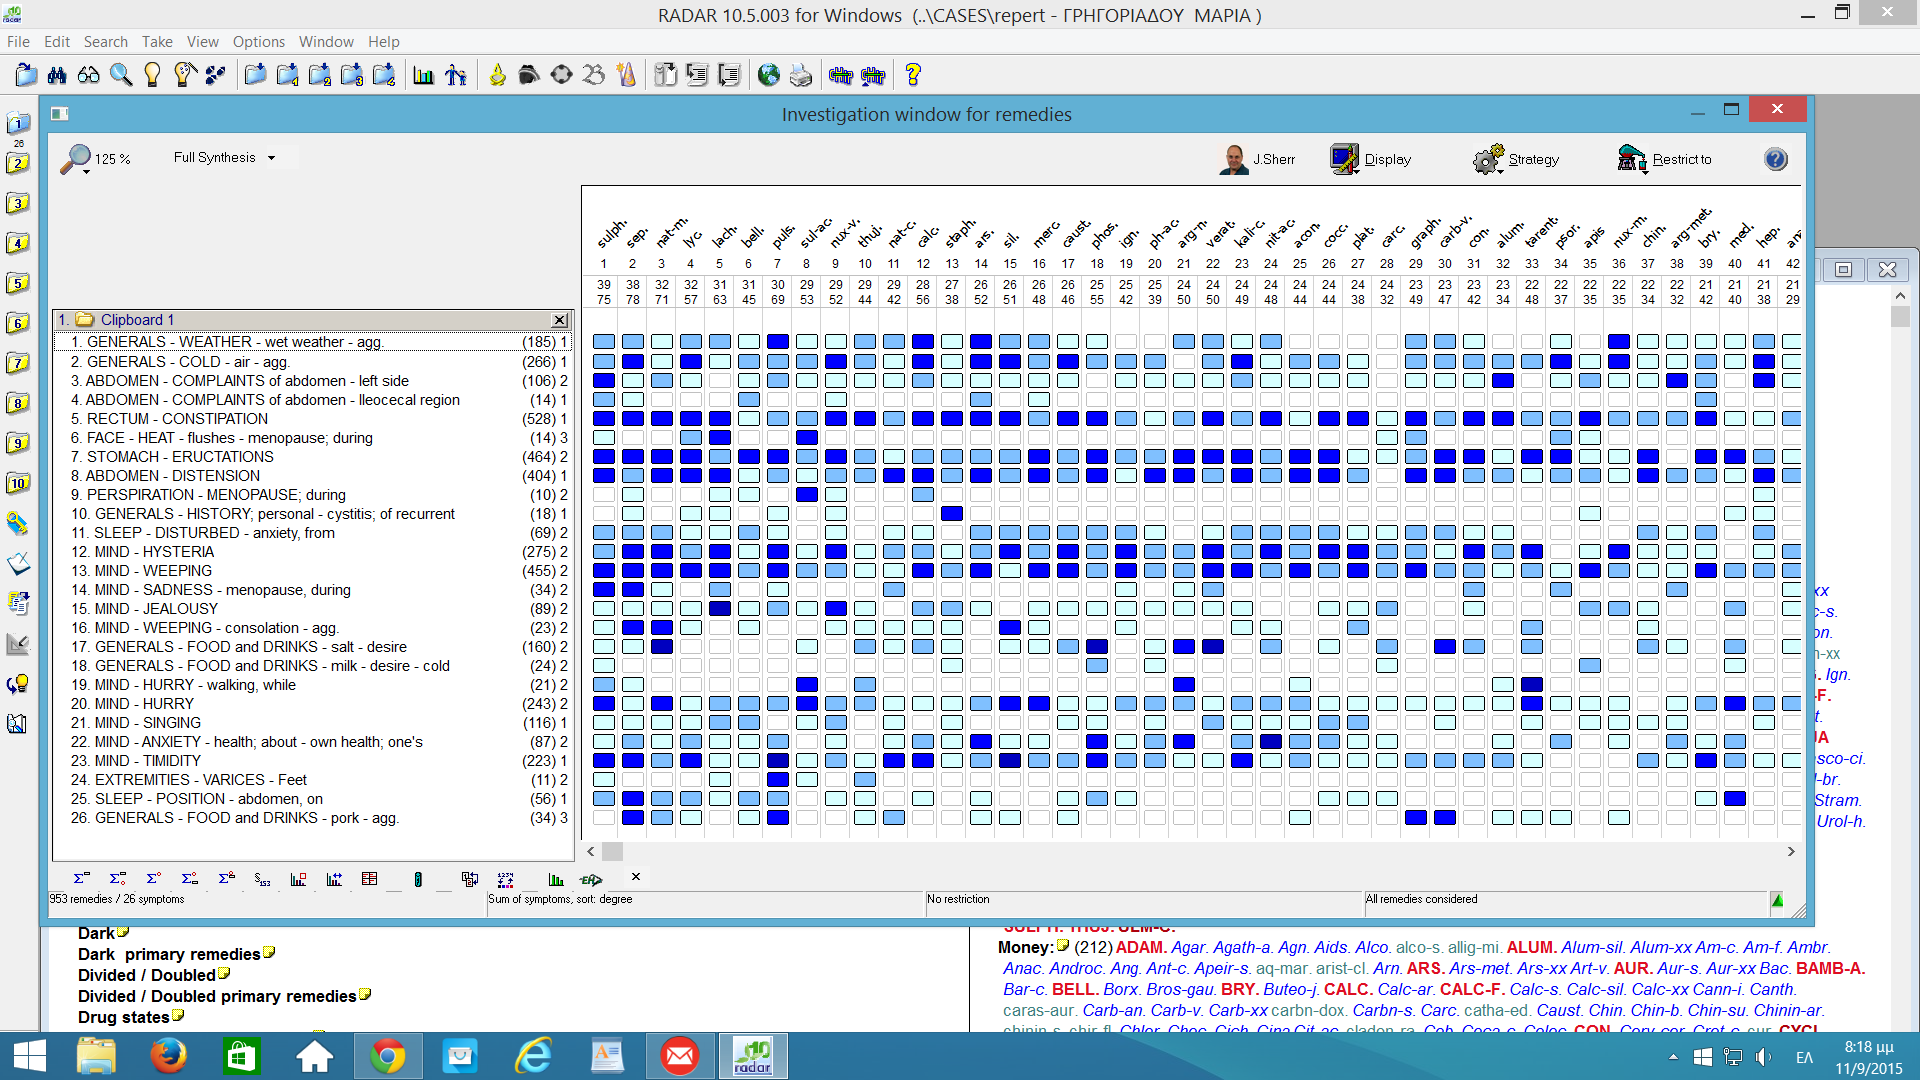 RADAR 10.5.003 for Windows (..\CASES\repert - ΓΡΗΓΟΡΙΑΔΟΥ ΜΑΡΙΑ )
File Edit Search Take View Options Window Help
Investigation window for remedies
125 % Full Synthesis J.Sherr Display Strategy Restrict to
sulph. sep. nat-m. lyc. lach. bell. puls. sul-ac. nux-v. thuj. nat-c. calc. staph. ars. sil. merc. caust. phos. ign. ph-ac. arg-n. verat. kali-c. nit-ac. acon. cocc. plat. carc. graph. carb-v. con. alum. tarent. psor. apis nux-m. chin. arg-met. bry. med. hep.
1 2 3 4 5 6 7 8 9 10 11 12 13 14 15 16 17 18 19 20 21 22 23 24 25 26 27 28 29 30 31 32 33 34 35 36 37 38 39 40 41 42
39 38 32 32 31 31 30 29 29 29 29 28 27 26 26 26 26 25 25 25 24 24 24 24 24 24 24 24 23 23 23 23 22 22 22 22 22 22 21 21 21 21
75 78 71 57 63 45 69 53 52 44 42 56 38 52 51 48 46 55 42 39 50 50 49 48 44 44 38 32 49 47 42 34 48 37 35 35 34 32 42 40 38 29
1. Clipboard 1
1. GENERALS - WEATHER - wet weather - agg. (185) 1
2. GENERALS - COLD - air - agg. (266) 1
3. ABDOMEN - COMPLAINTS of abdomen - left side (106) 2
4. ABDOMEN - COMPLAINTS of abdomen - Ileocecal region (14) 1
5. RECTUM - CONSTIPATION (528) 1
6. FACE - HEAT - flushes - menopause; during (14) 3
7. STOMACH - ERUCTATIONS (464) 2
8. ABDOMEN - DISTENSION (404) 1
9. PERSPIRATION - MENOPAUSE; during (10) 2
10. GENERALS - HISTORY; personal - cystitis; of recurrent (18) 1
11. SLEEP - DISTURBED - anxiety, from (69) 2
12. MIND - HYSTERIA (275) 2
13. MIND - WEEPING (455) 2
14. MIND - SADNESS - menopause, during (34) 2
15. MIND - JEALOUSY (89) 2
16. MIND - WEEPING - consolation - agg. (23) 2
17. GENERALS - FOOD and DRINKS - salt - desire (160) 2
18. GENERALS - FOOD and DRINKS - milk - desire - cold (24) 2
19. MIND - HURRY - walking, while (21) 2
20. MIND - HURRY (243) 2
21. MIND - SINGING (116) 1
22. MIND - ANXIETY - health; about - own health; one's (87) 2
23. MIND - TIMIDITY (223) 1
24. EXTREMITIES - VARICES - Feet (11) 2
25. SLEEP - POSITION - abdomen, on (56) 1
26. GENERALS - FOOD and DRINKS - pork - agg. (34) 3
953 remedies / 26 symptoms Sum of symptoms, sort: degree No restriction All remedies considered
1
26
2
3
4
5
6
7
8
9
10
xx
c-s.
on.
n-xx
. Ign.
-F.
t.
JA
asco-ci.
l-br.
Stram.
Urol-h.
Dark
Dark primary remedies
Divided / Doubled
Divided / Doubled primary remedies
Drug states
Money: (212) ADAM. Agar. Agath-a. Agn. Aids. Alco. alco-s. allig-mi. ALUM. Alum-sil. Alum-xx Am-c. Am-f. Ambr.
Anac. Androc. Ang. Ant-c. Apeir-s. aq-mar. arist-cl. Arn. ARS. Ars-met. Ars-xx Art-v. AUR. Aur-s. Aur-xx Bac. BAMB-A.
Bar-c. BELL. Borx. Bros-gau. BRY. Buteo-j. CALC. Calc-ar. CALC-F. Calc-s. Calc-sil. Calc-xx Cann-i. Canth.
caras-aur. Carb-an. Carb-v. Carb-xx carbn-dox. Carbn-s. Carc. catha-ed. Caust. Chin. Chin-b. Chin-su. Chinin-ar.
ΕΛ
8:18 μμ
11/9/2015